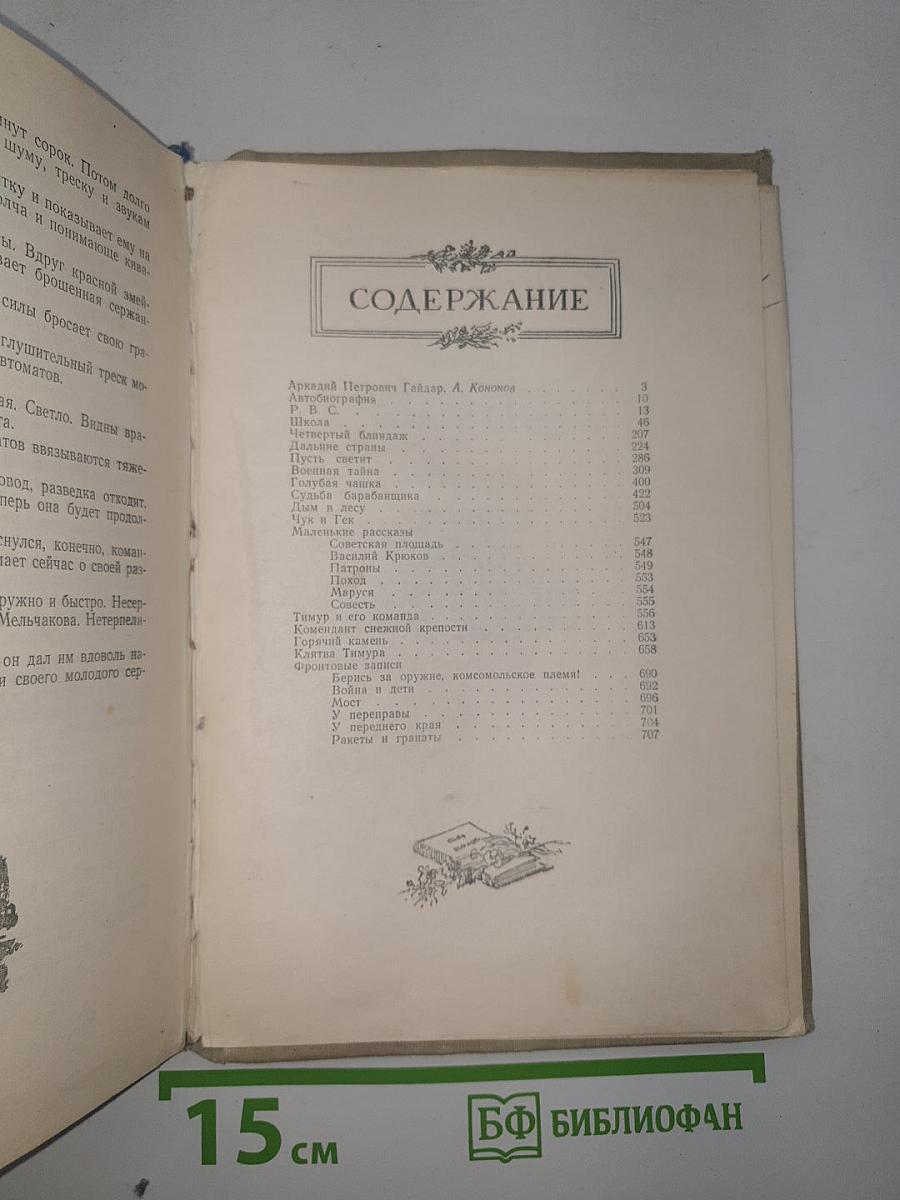 инут сорок. Потом долго
шуму, треску и звукам
тку и показывает ему на
олча и понимающе кива-
ты. Вдруг красной змей-
вает брошенная сержан-
силы бросает свою гра-
глушительный треск мо-
втоматов.
ая. Светло. Видны вра-
га.
атов ввязываются тяже-
овод, разведка отходит.
перь она будет продол-
снулся, конечно, коман-
мает сейчас о своей раз-
ружно и быстро. Несер-
Мельчакова. Нетерпели-
он дал им вдоволь на-
и своего молодого сер-
СОДЕРЖАНИЕ
Аркадий Петрович Гайдар. А. Кононов . . . . . . . 3
Автобиография . . . . . . . 10
Р. В. С. . . . . . . . 13
Школа . . . . . . . 46
Четвертый блиндаж . . . . . . . 207
Дальние страны . . . . . . . 224
Пусть светит . . . . . . . 286
Военная тайна . . . . . . . 309
Голубая чашка . . . . . . . 400
Судьба барабанщика . . . . . . . 422
Дым в лесу . . . . . . . 504
Чук и Гек . . . . . . . 523
Маленькие рассказы
Советская площадь . . . . . . . 547
Василий Крюков . . . . . . . 548
Патроны . . . . . . . 549
Поход . . . . . . . 553
Маруся . . . . . . . 554
Совесть . . . . . . . 555
Тимур и его команда . . . . . . . 556
Комендант снежной крепости . . . . . . . 613
Горячий камень . . . . . . . 653
Клятва Тимура . . . . . . . 658
Фронтовые записи
Берись за оружие, комсомольское племя! . . . 690
Война и дети . . . . . . . 692
Мост . . . . . . . 696
У переправы . . . . . . . 701
У переднего края . . . . . . . 704
Ракеты и гранаты . . . . . . . 707
15 см
БФ БИБЛИОФАН